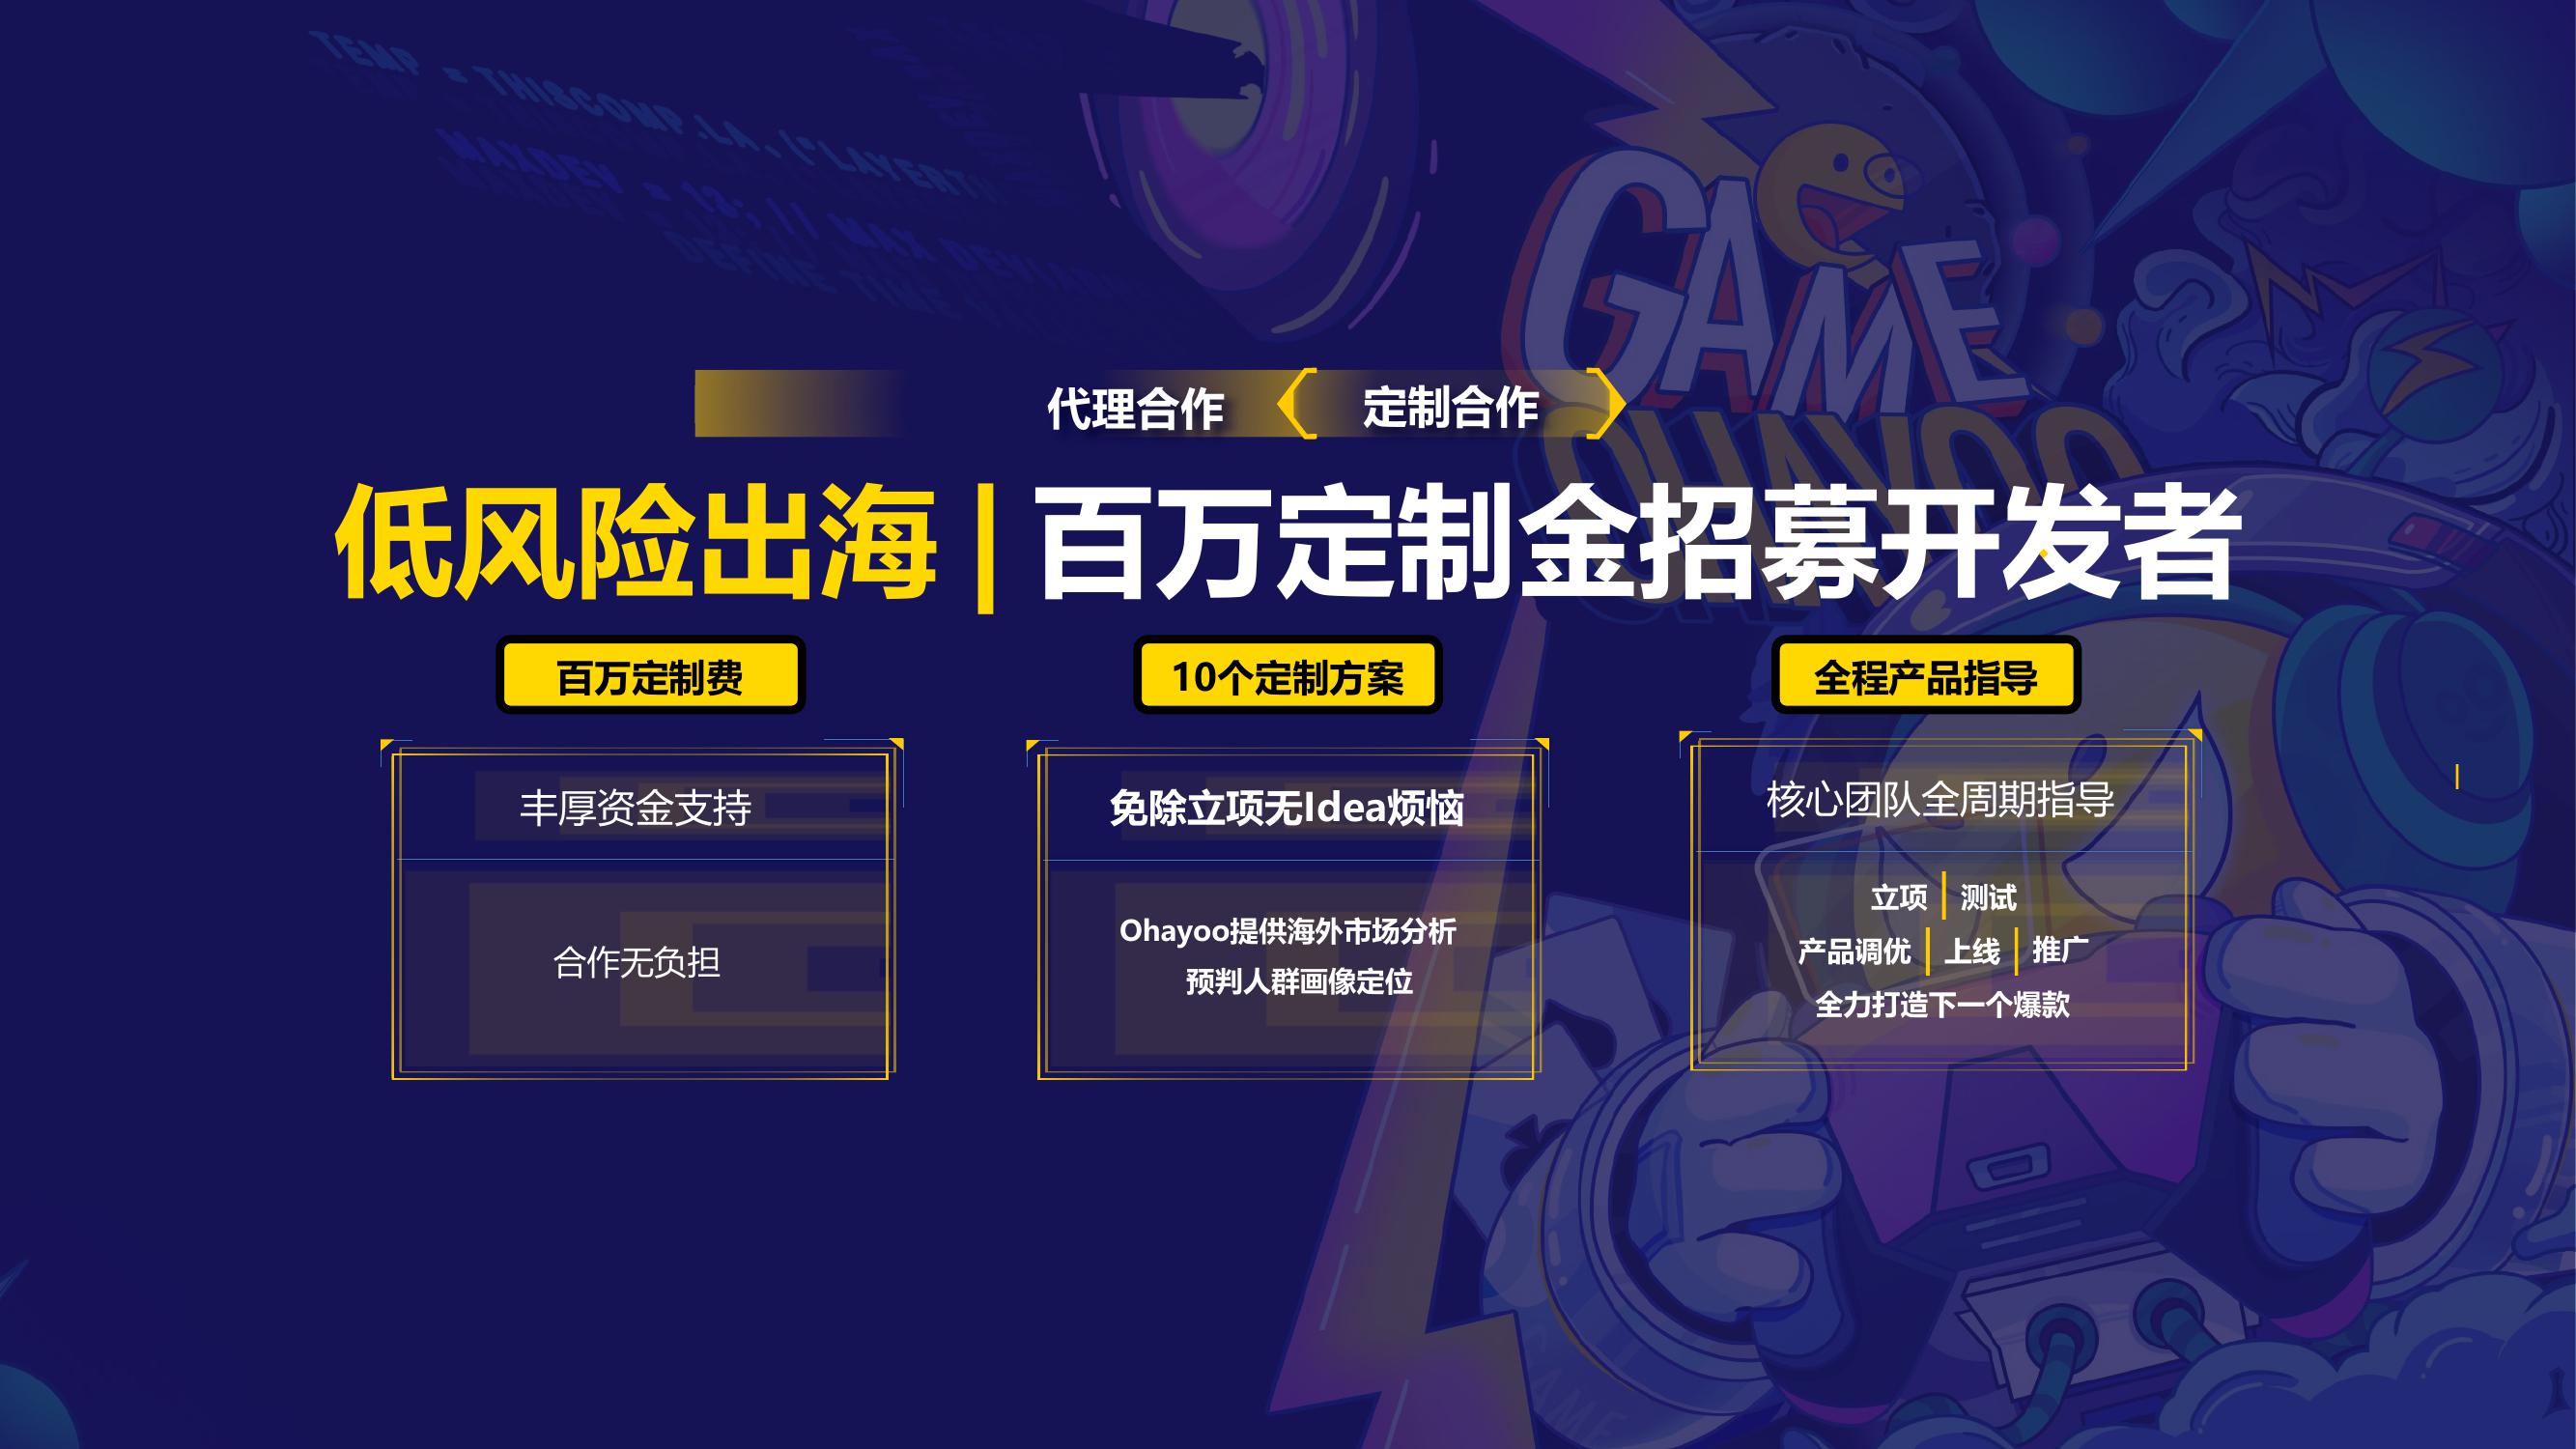 TEMP = THISCOMP.LA
GAME
OHAYOO
代理合作 定制合作
低风险出海 | 百万定制金招募开发者
百万定制费
丰厚资金支持
合作无负担
10个定制方案
免除立项无Idea烦恼
Ohayoo提供海外市场分析
预判人群画像定位
全程产品指导
核心团队全周期指导
立项 | 测试
产品调优 | 上线 | 推广
全力打造下一个爆款